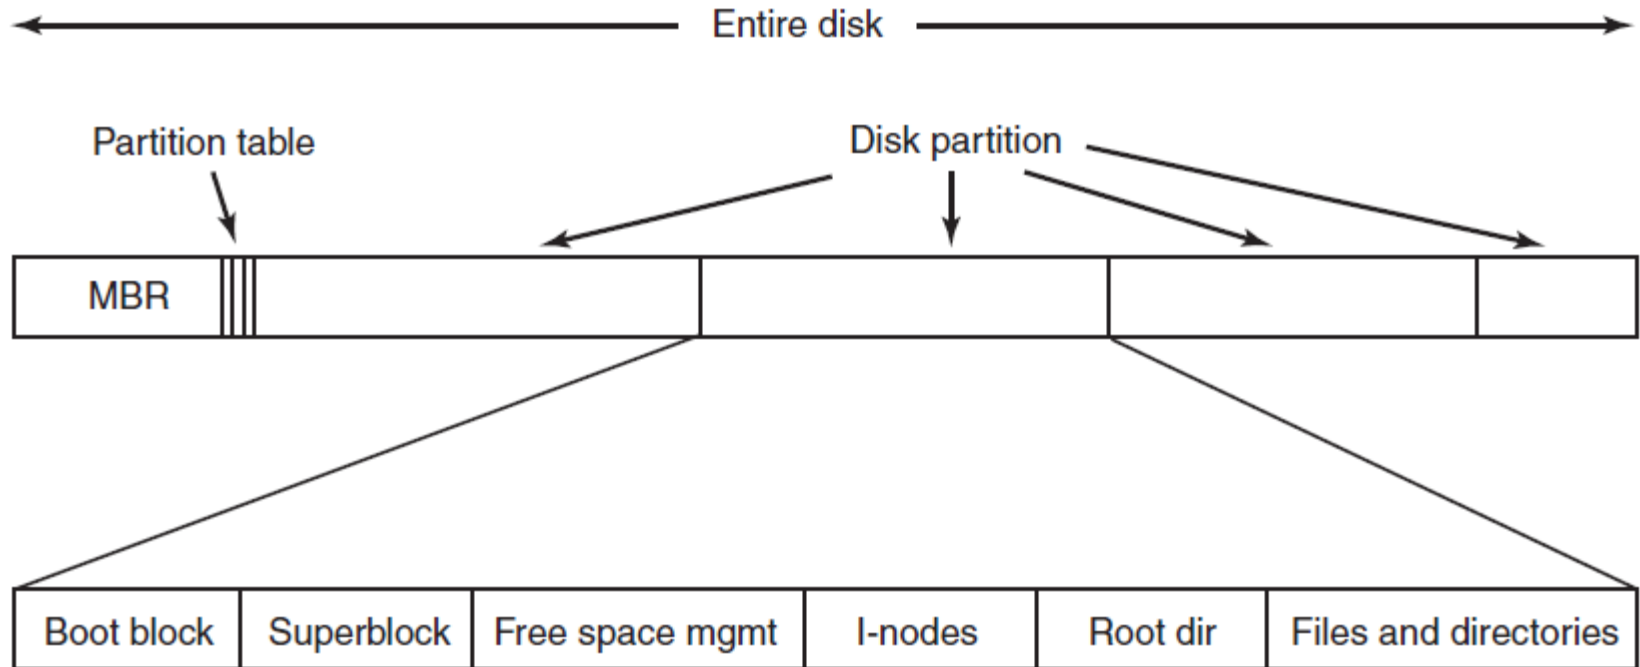 Entire disk
Partition table
Disk partition
MBR
Boot block
Superblock
Free space mgmt
I-nodes
Root dir
Files and directories